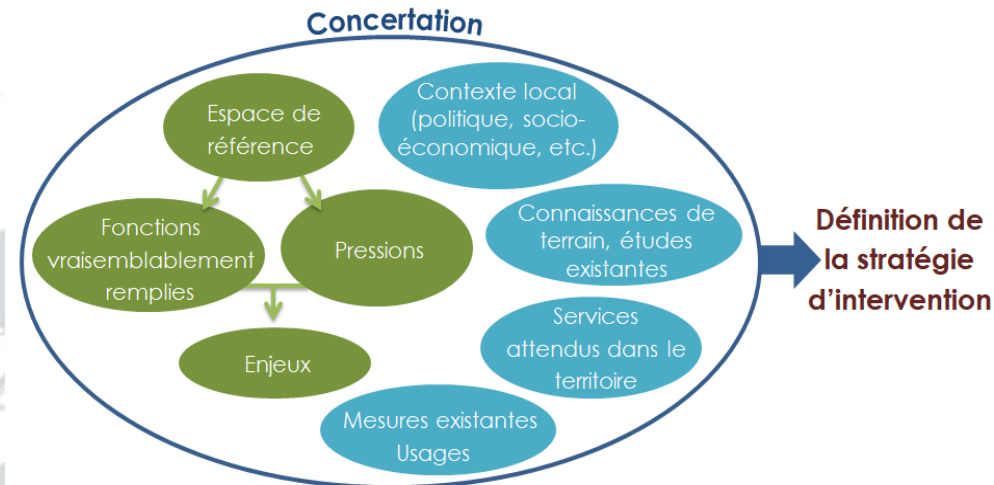 Concertation
Espace de
référence
Contexte local
(politique, socio-
économique, etc.)
Fonctions
vraisemblablement
remplies
Pressions
Connaissances de
terrain, études
existantes
Enjeux
Services
attendus dans le
territoire
Mesures existantes
Usages
Définition de
la stratégie
d’intervention